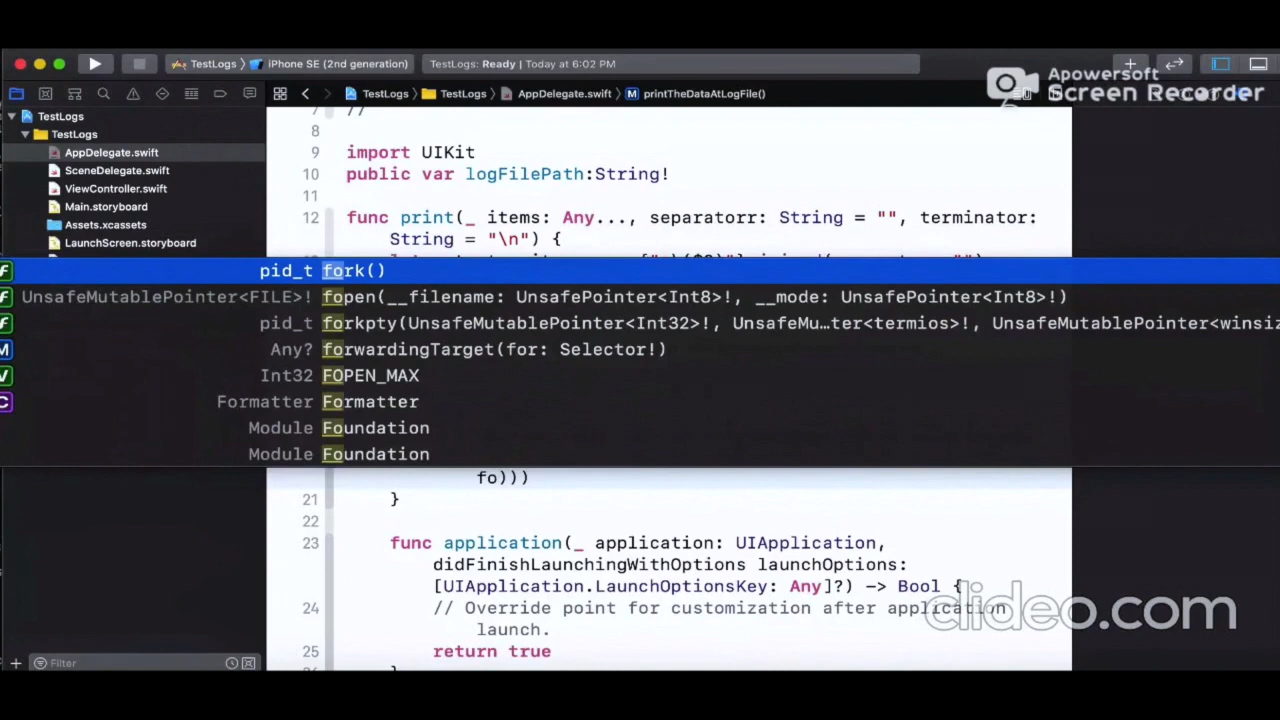 Apowersoft
Screen Recorder
TestLogs
iPhone SE (2nd generation)
TestLogs: Ready | Today at 6:02 PM
TestLogs
TestLogs
AppDelegate.swift
printTheDataAtLogFile()
TestLogs
TestLogs
AppDelegate.swift
SceneDelegate.swift
ViewController.swift
Main.storyboard
Assets.xcassets
LaunchScreen.storyboard
7 //
8
9 import UIKit
10 public var logFilePath:String!
11
12 func print(_ items: Any..., separatorr: String = "", terminator:
String = "\n") {
pid_t fork()
UnsafeMutablePointer<FILE>! fopen(__filename: UnsafePointer<Int8>!, __mode: UnsafePointer<Int8>!)
pid_t forkpty(UnsafeMutablePointer<Int32>!, UnsafeMu…ter<termios>!, UnsafeMutablePointer<winsiz
Any? forwardingTarget(for: Selector!)
Int32 FOPEN_MAX
Formatter Formatter
Module Foundation
Module Foundation
fo)))
21 }
22
23 func application(_ application: UIApplication,
didFinishLaunchingWithOptions launchOptions:
[UIApplication.LaunchOptionsKey: Any]?) -> Bool {
24 // Override point for customization after application
launch.
25 return true
Filter
clideo.com